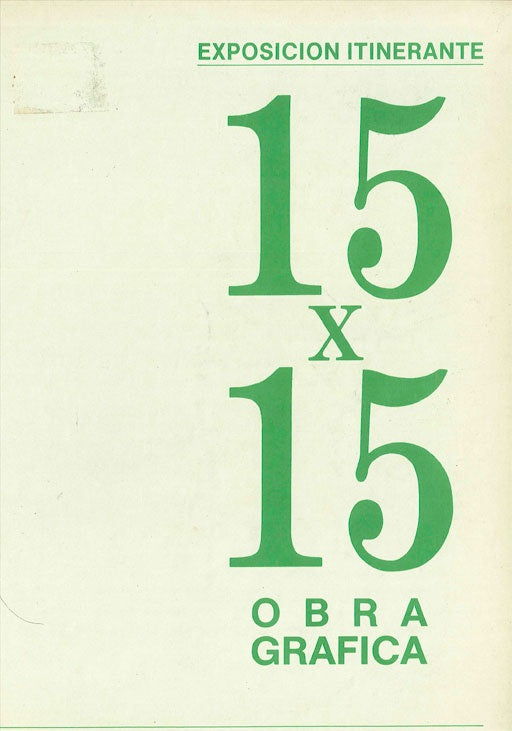 EXPOSICION ITINERANTE
15
X
15
OBRA
GRAFICA